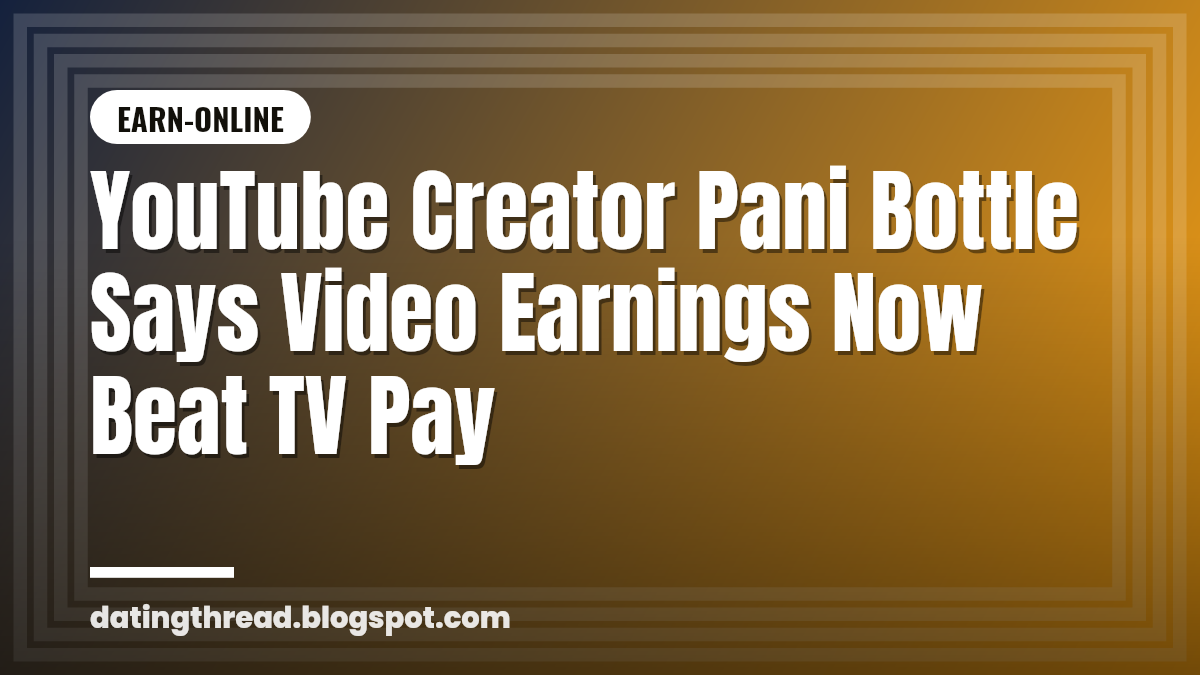 EARN-ONLINE
YouTube Creator Pani Bottle
Says Video Earnings Now
Beat TV Pay
datingthread.blogspot.com